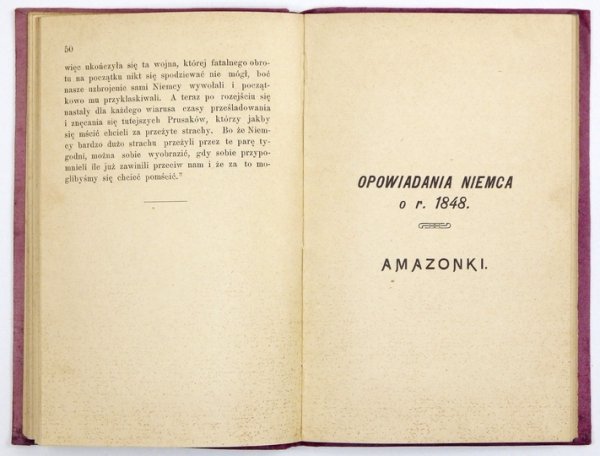 50
więc ukończyła się ta wojna, której fatalnego obro-
tu na początku nikt się spodziewać nie mógł, boć
nasze uzbrojenie sami Niemcy wywołali i począt-
kowo mu przyklaskiwali. A teraz po rozejściu się
nastały dla każdego wiarusa czasy prześladowania
i znęcania się tutejszych Prusaków, którzy jakby
się mścić chcieli za przeżyte strachy. Bo że Niem-
cy bardzo dużo strachu przeżyli przez te parę ty-
godni, można sobie wyobrazić, gdy sobie przypo-
mnieli ile już zawinili przeciw nam i że za to mo-
glibyśmy się chcieć pomścić."
OPOWIADANIA NIEMCA
o r. 1848.
AMAZONKI.